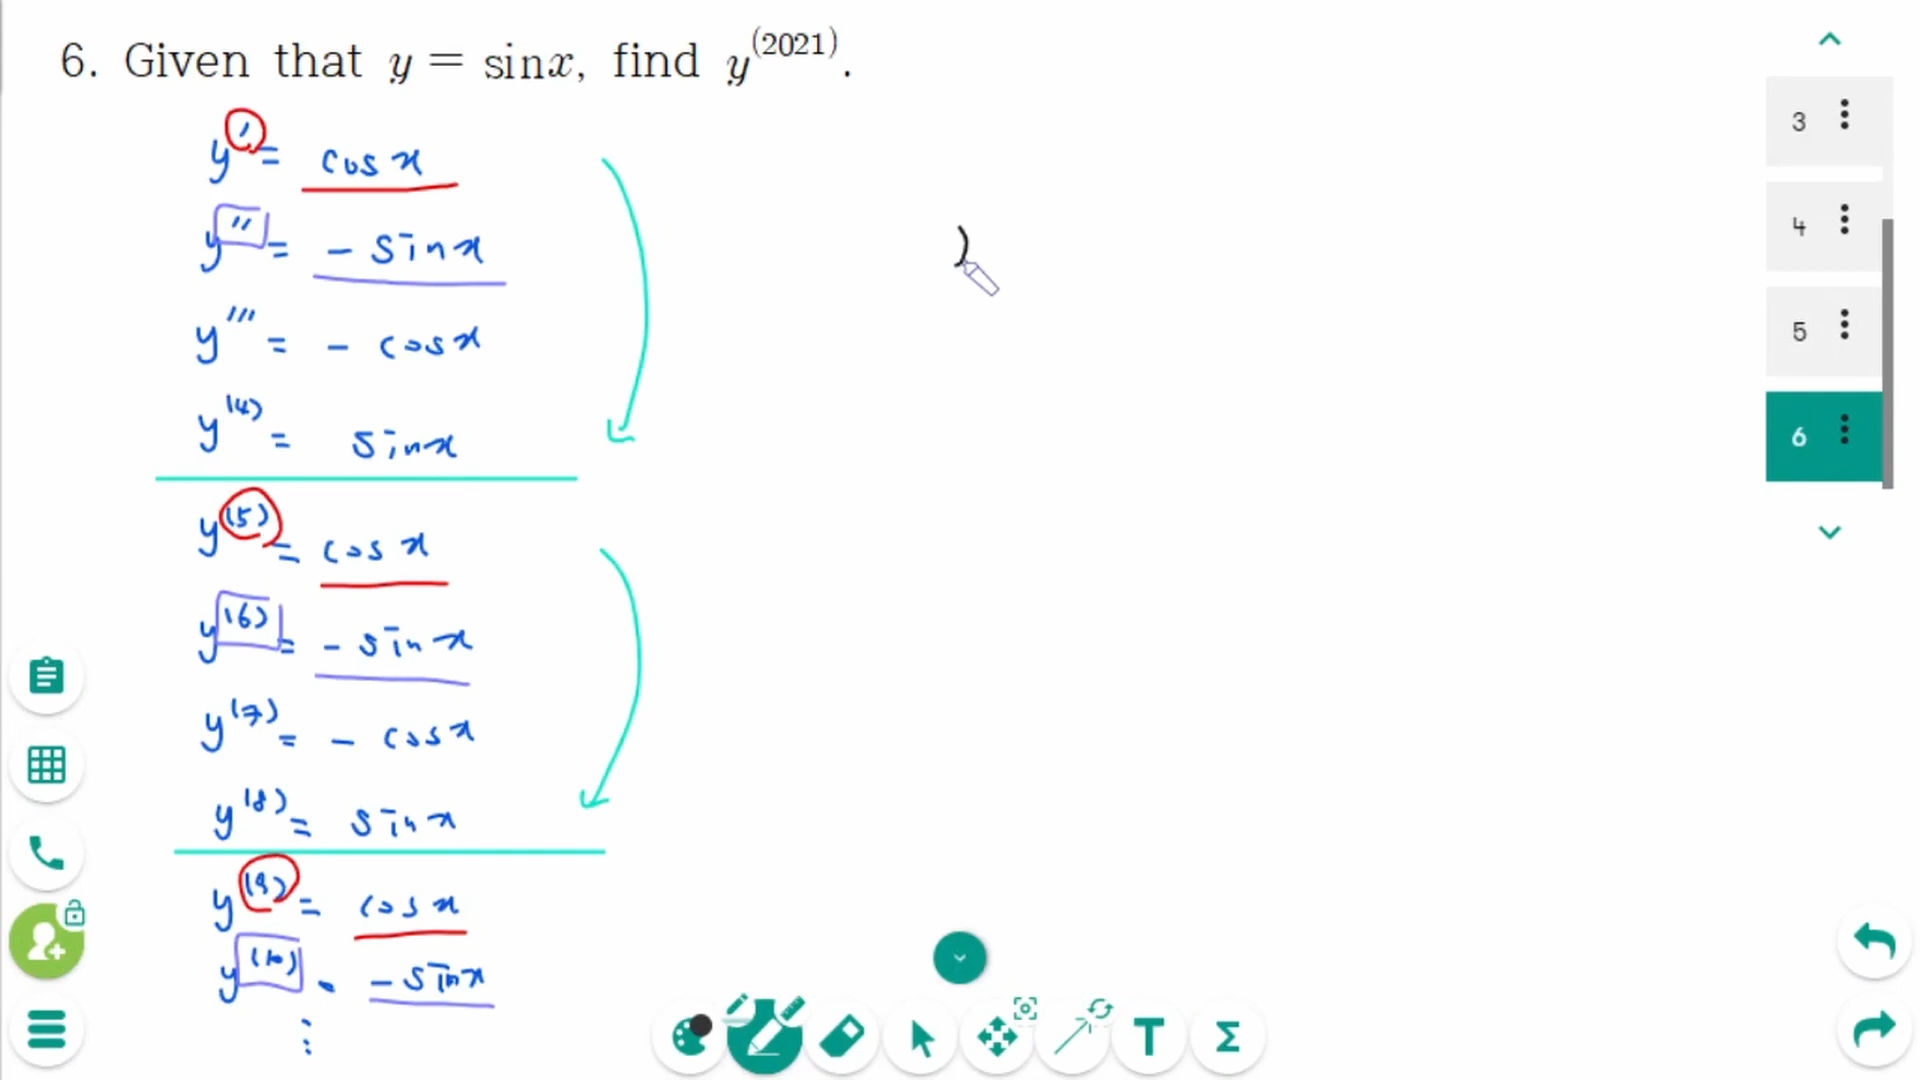 6. Given that y = sinx, find y^(2021).
y' = cos x
y'' = - sin x
y''' = - cos x
y^(4) = sin x
y^(5) = cos x
y^(6) = - sin x
y^(7) = - cos x
y^(8) = sin x
y^(9) = cos x
y^(10) = - sin x
⋮
)
3
4
5
6
T
Σ